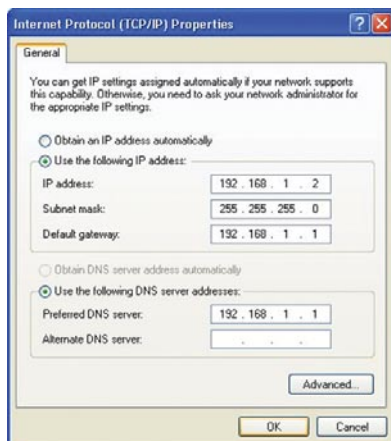 Internet Protocol (TCP/IP) Properties
General
You can get IP settings assigned automatically if your network supports
this capability. Otherwise, you need to ask your network administrator for
the appropriate IP settings.
Obtain an IP address automatically
Use the following IP address:
IP address: 192 . 168 . 1 . 2
Subnet mask: 255 . 255 . 255 . 0
Default gateway: 192 . 168 . 1 . 1
Obtain DNS server address automatically
Use the following DNS server addresses:
Preferred DNS server: 192 . 168 . 1 . 1
Alternate DNS server: . . .
Advanced...
OK Cancel